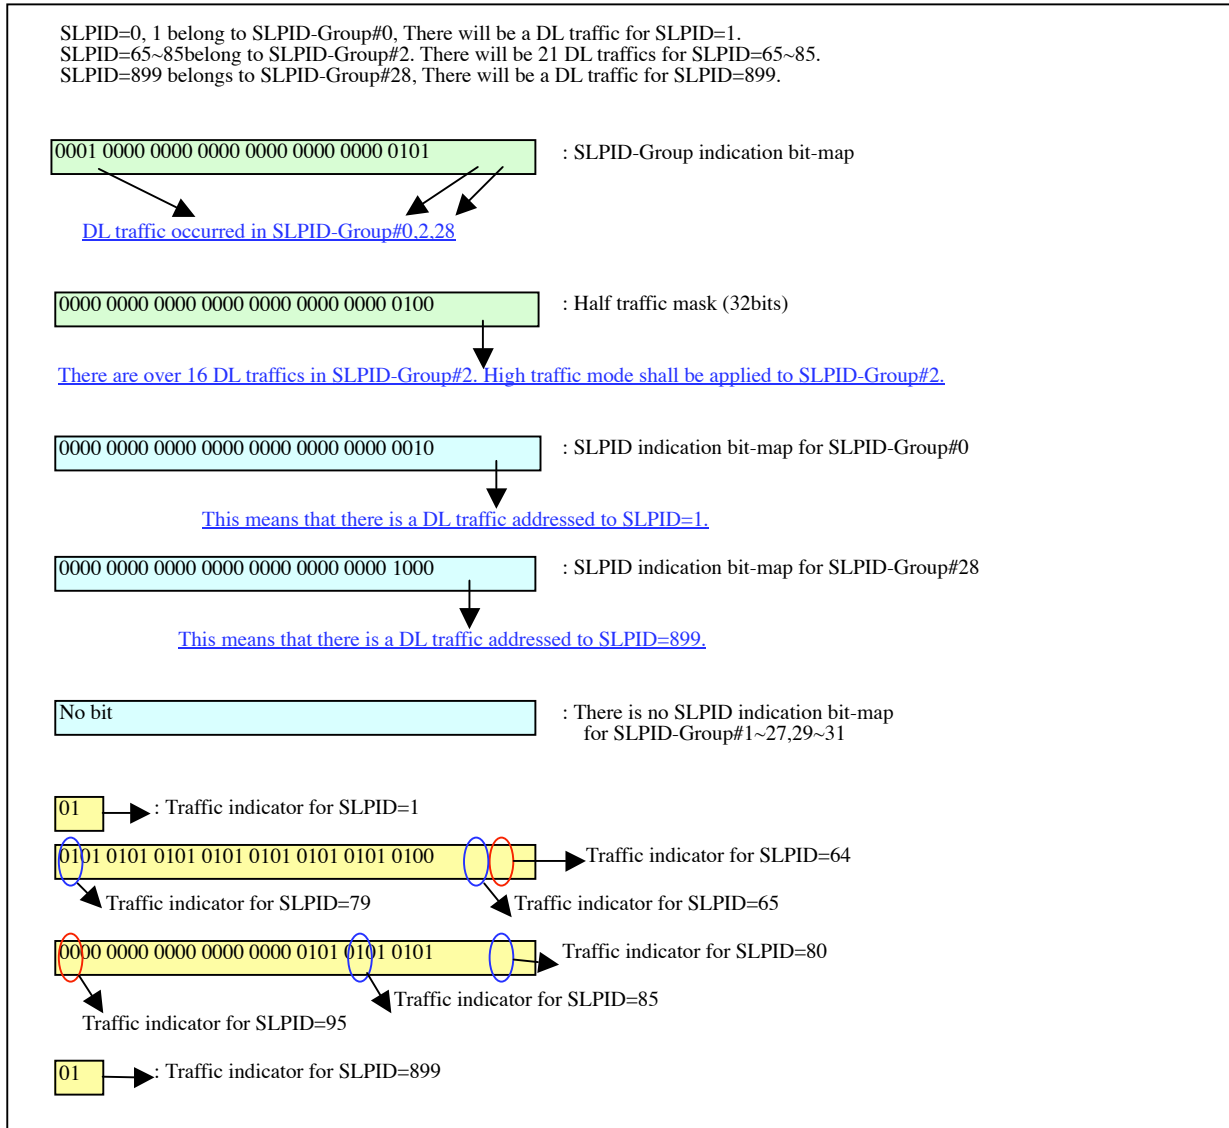 SLPID=0, 1 belong to SLPID-Group#0, There will be a DL traffic for SLPID=1.
SLPID=65~85belong to SLPID-Group#2. There will be 21 DL traffics for SLPID=65~85.
SLPID=899 belongs to SLPID-Group#28, There will be a DL traffic for SLPID=899.
0001 0000 0000 0000 0000 0000 0000 0101 : SLPID-Group indication bit-map
DL traffic occurred in SLPID-Group#0,2,28
0000 0000 0000 0000 0000 0000 0000 0100 : Half traffic mask (32bits)
There are over 16 DL traffics in SLPID-Group#2. High traffic mode shall be applied to SLPID-Group#2.
0000 0000 0000 0000 0000 0000 0000 0010 : SLPID indication bit-map for SLPID-Group#0
This means that there is a DL traffic addressed to SLPID=1.
0000 0000 0000 0000 0000 0000 0000 1000 : SLPID indication bit-map for SLPID-Group#28
This means that there is a DL traffic addressed to SLPID=899.
No bit : There is no SLPID indication bit-map
for SLPID-Group#1~27,29~31
01 : Traffic indicator for SLPID=1
0101 0101 0101 0101 0101 0101 0101 0100 Traffic indicator for SLPID=64
Traffic indicator for SLPID=79 Traffic indicator for SLPID=65
0000 0000 0000 0000 0000 0101 0101 0101 Traffic indicator for SLPID=80
Traffic indicator for SLPID=85
Traffic indicator for SLPID=95
01 : Traffic indicator for SLPID=899